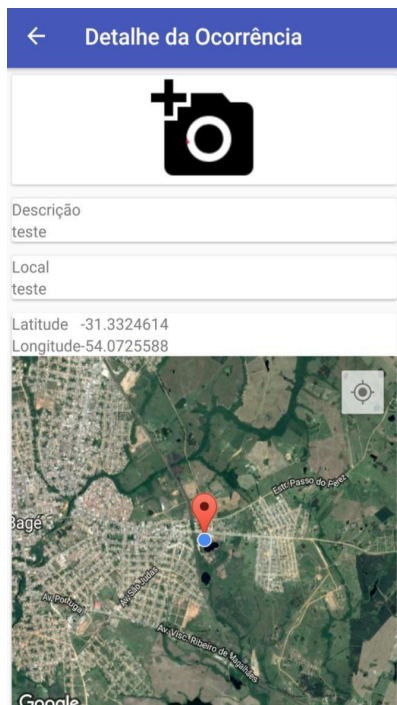 Detalhe da Ocorrência
Descrição
teste
Local
teste
Latitude -31.3324614
Longitude-54.0725588
Estr. Passo do Perez
Bagé
Av. São Judas
Av. Portuga
Av. Visc. Ribeiro de Magalhães
Google